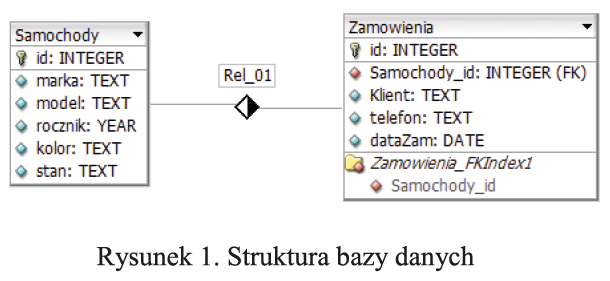 Samochody
id: INTEGER
marka: TEXT
model: TEXT
rocznik: YEAR
kolor: TEXT
stan: TEXT
Rel_01
Zamowienia
id: INTEGER
Samochody_id: INTEGER (FK)
Klient: TEXT
telefon: TEXT
dataZam: DATE
Zamowienia_FKIndex1
Samochody_id
Rysunek 1. Struktura bazy danych